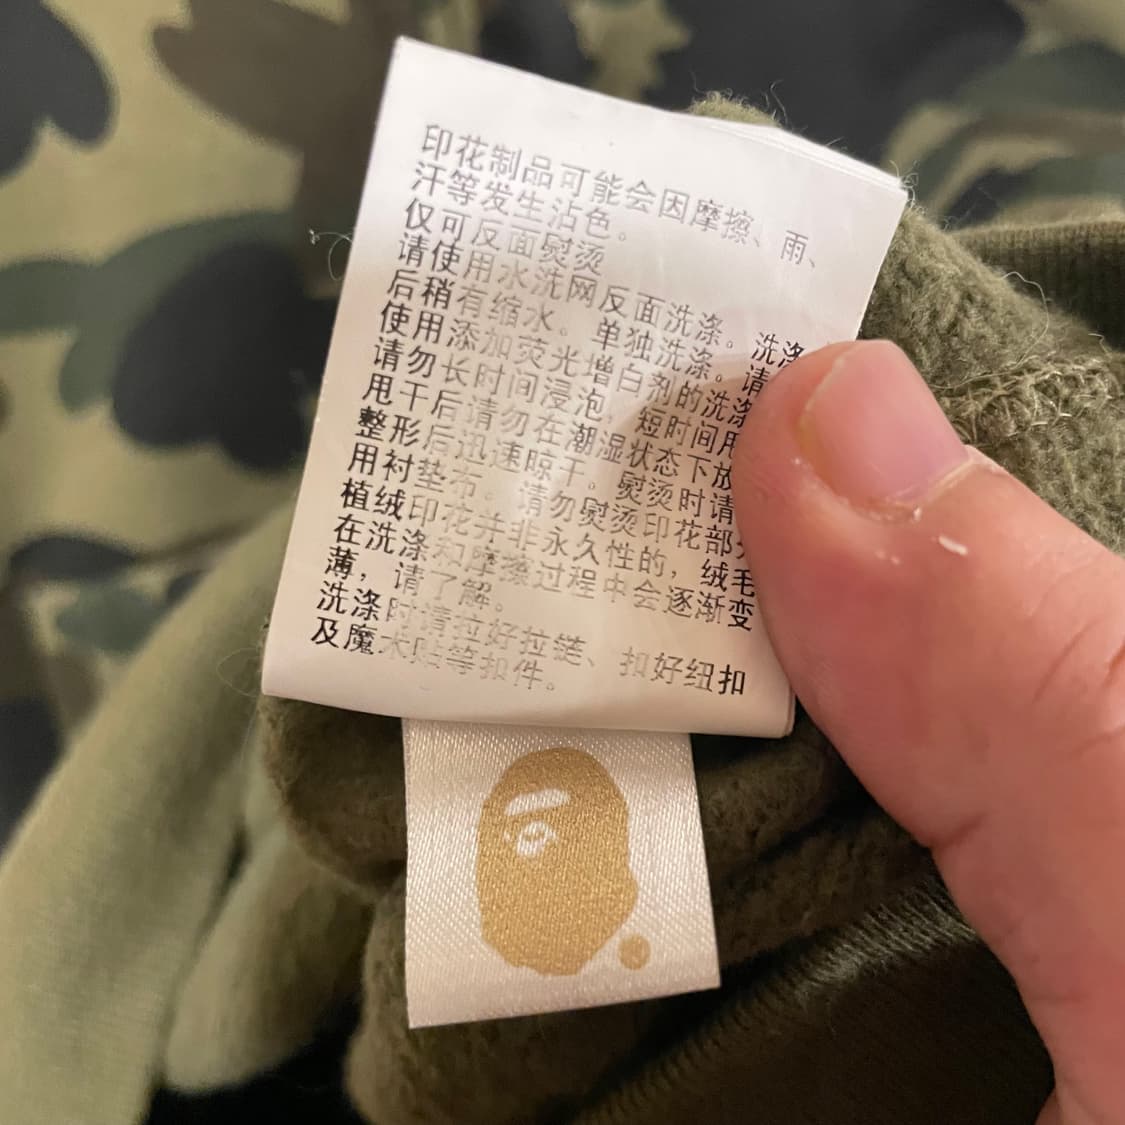 印花制品可能会因摩擦、雨、
汗等发生沾色。
仅可反面熨烫
请使用水洗网反面洗涤。洗涤
后稍有缩水。单独洗涤。请
使用添加荧光增白剂的洗涤
请勿长时间浸泡,短时间用
甩干后请勿在潮湿状态下放
整形后迅速晾干。熨烫时请
用衬垫布。请勿熨烫印花部
植绒印花并非永久性的,绒毛
在洗涤和摩擦过程中会逐渐变
薄,请了解。
洗涤时请拉好拉链、扣好纽扣
及魔术贴等扣件。